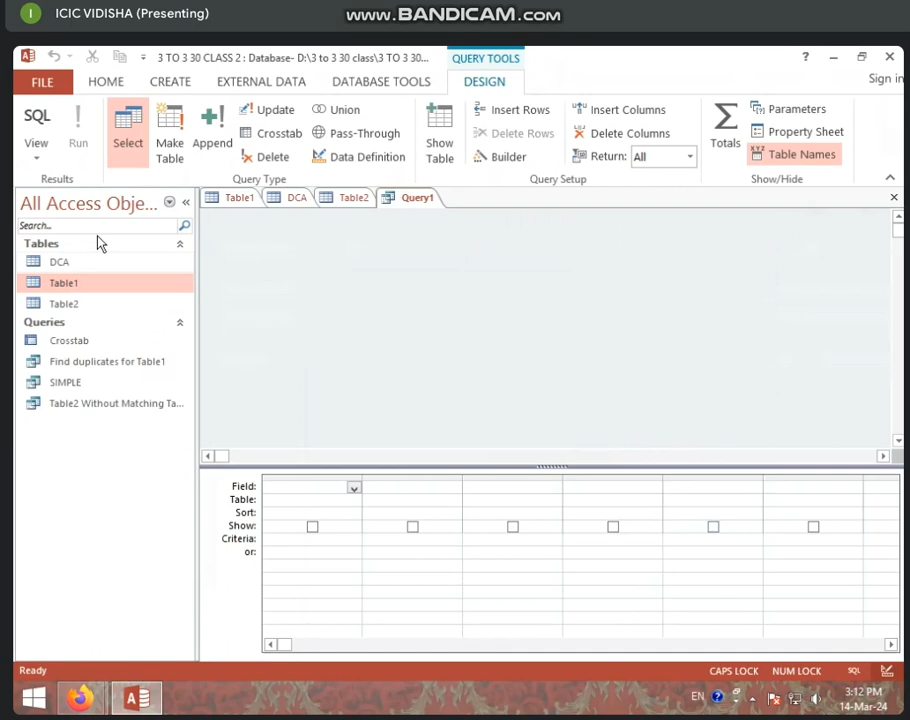 ICIC VIDISHA (Presenting)
www.BANDICAM.com
3 TO 3 30 CLASS 2 : Database- D:\3 to 3 30 class\3 TO 3 30...
QUERY TOOLS
FILE HOME CREATE EXTERNAL DATA DATABASE TOOLS DESIGN
Sign in
SQL
View
Run
Results
Select
Make Table
Append
Update
Crosstab
Delete
Union
Pass-Through
Data Definition
Query Type
Show Table
Insert Rows
Delete Rows
Builder
Insert Columns
Delete Columns
Return: All
Query Setup
Totals
Parameters
Property Sheet
XYZ
Table Names
Show/Hide
All Access Obje...
Search...
Tables
DCA
Table1
Table2
Queries
Crosstab
Find duplicates for Table1
SIMPLE
Table2 Without Matching Ta...
Table1 DCA Table2 Query1
Field:
Table:
Sort:
Show:
Criteria:
or:
Ready
CAPS LOCK NUM LOCK SQL
EN
3:12 PM
14-Mar-24